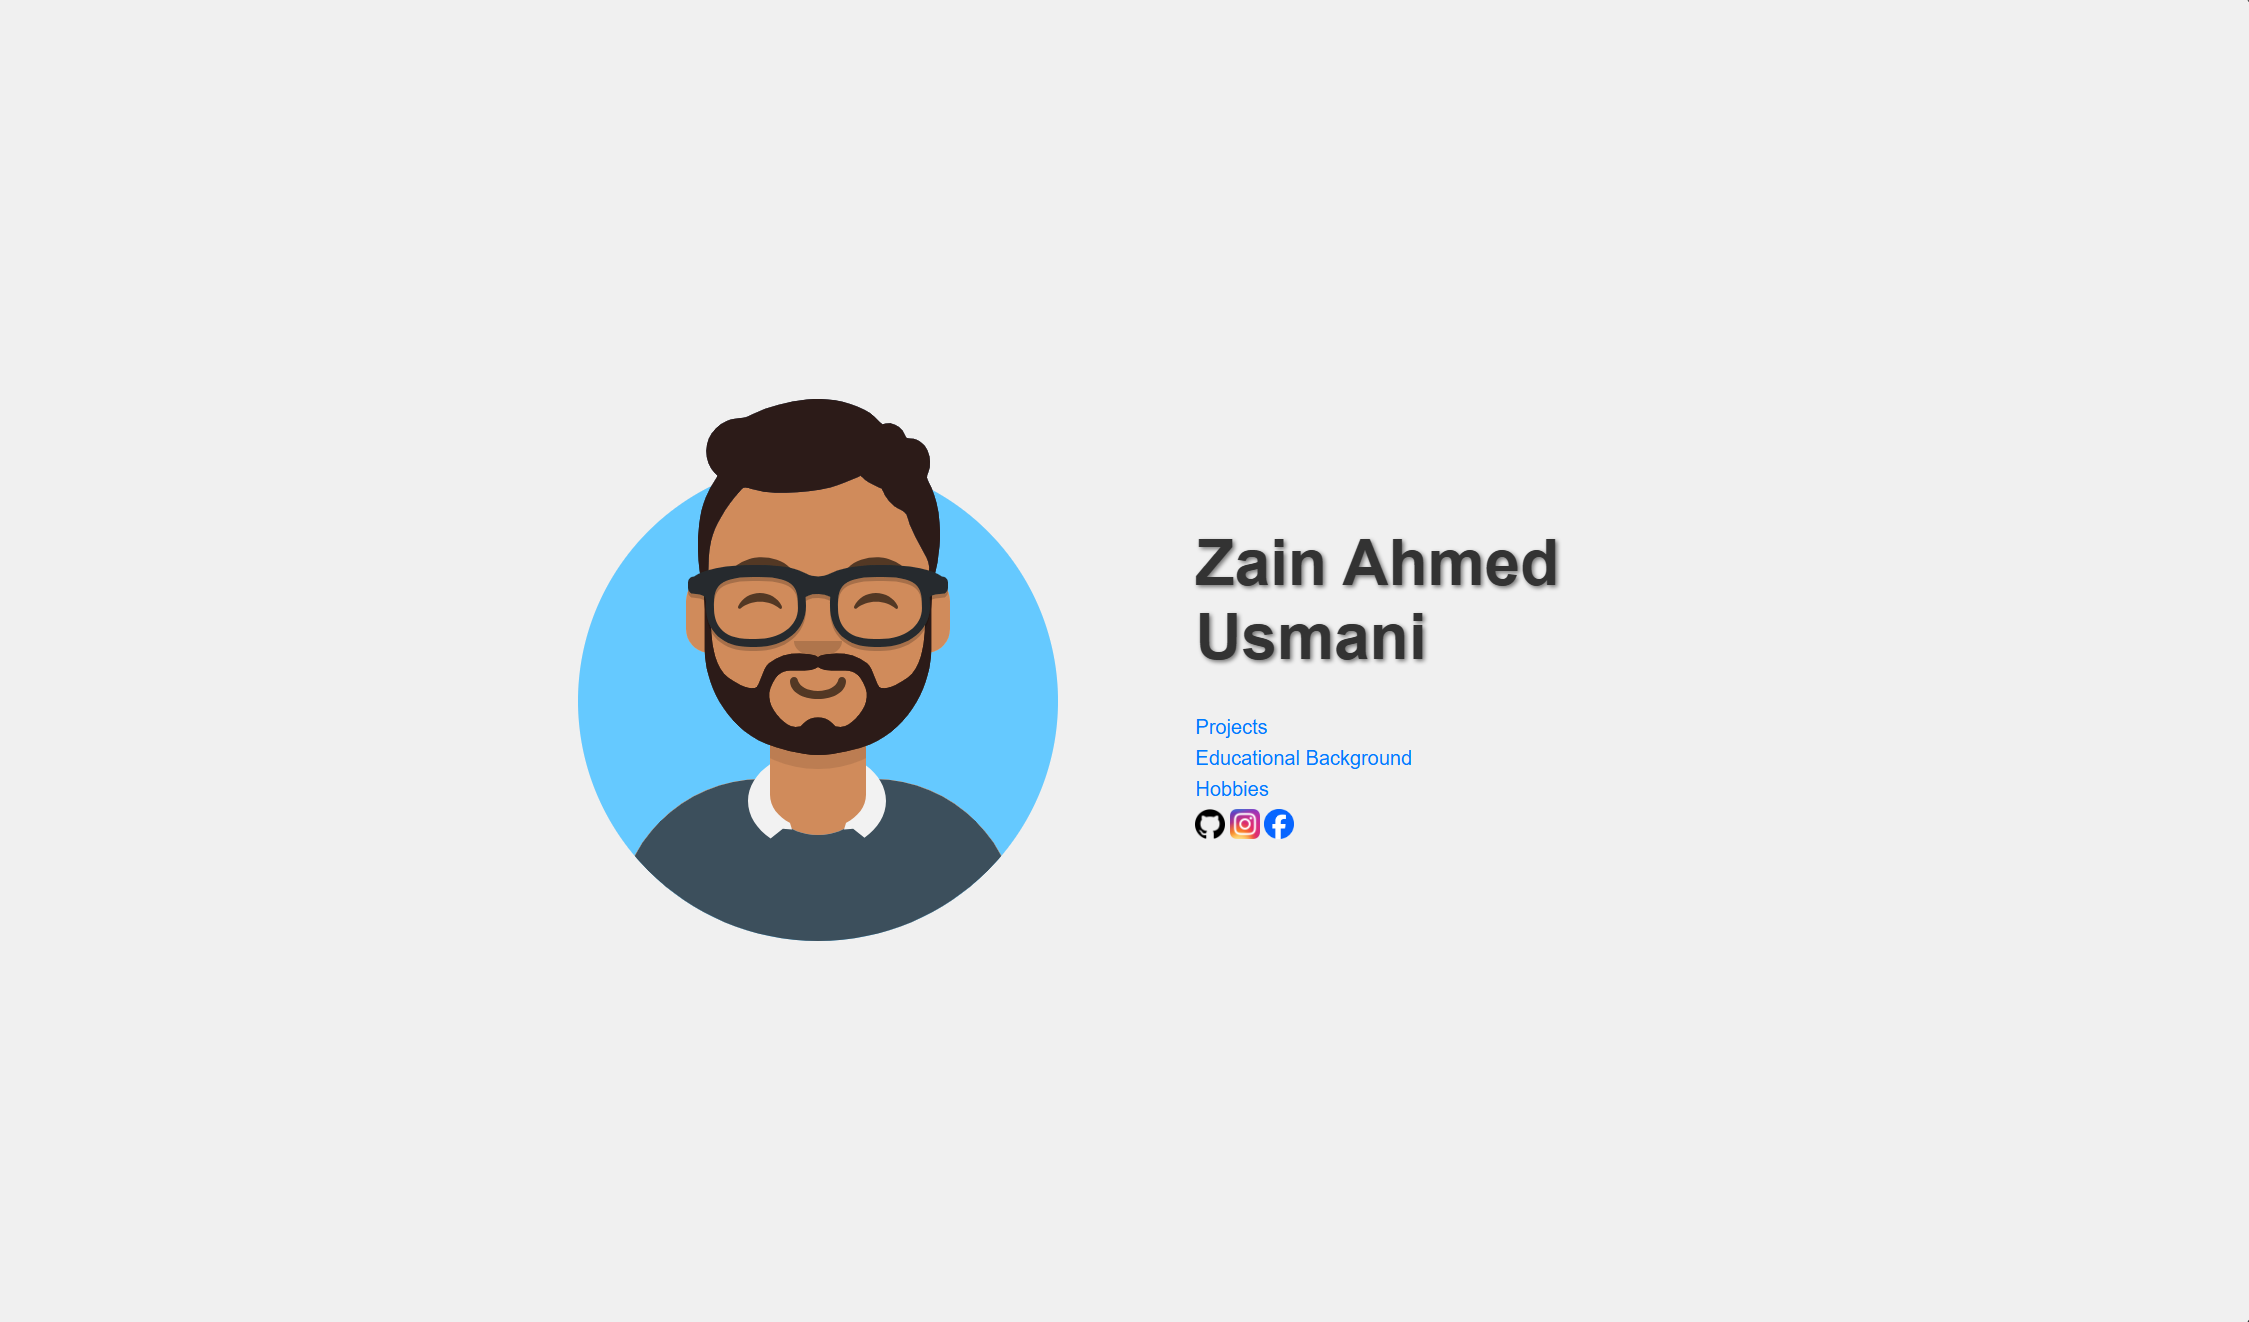 Zain Ahmed
Usmani
Projects
Educational Background
Hobbies